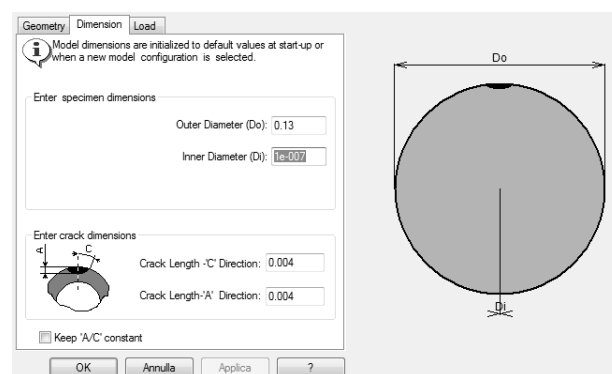 Geometry Dimension Load
Model dimensions are initialized to default values at start-up or
when a new model configuration is selected.
Enter specimen dimensions
Outer Diameter (Do): 0.13
Inner Diameter (Di): 1e-007
Enter crack dimensions
A
C
Crack Length -'C' Direction: 0.004
Crack Length-'A' Direction: 0.004
Keep 'A/C' constant
OK Annulla Applica ?
Do
Di